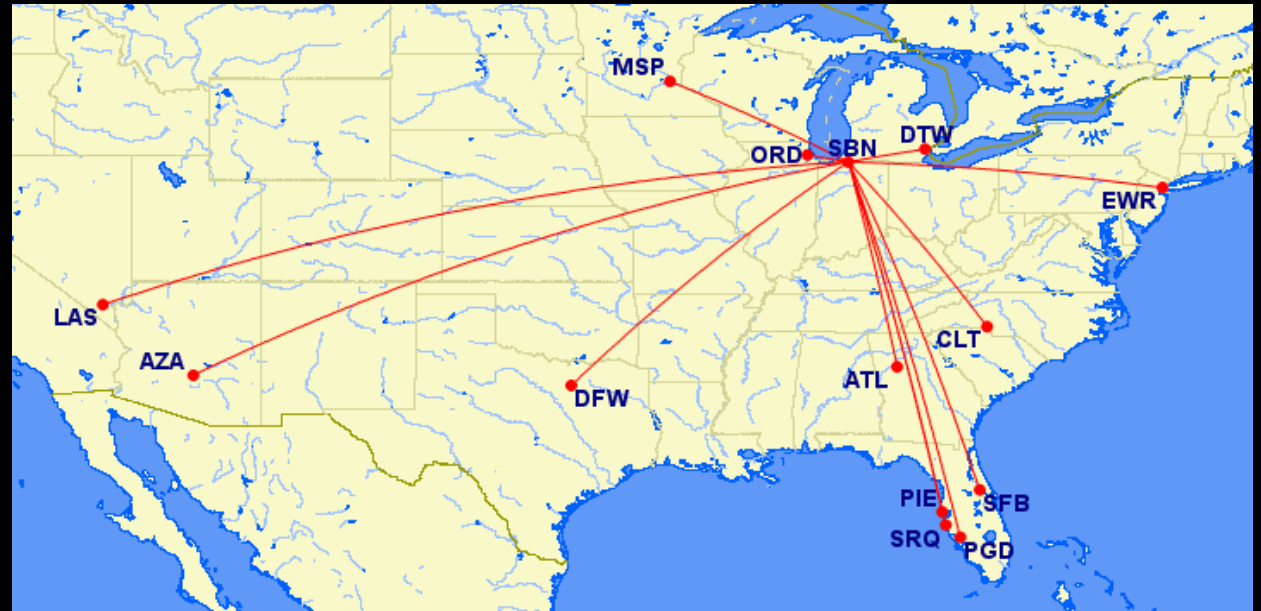 MSP
DTW
ORD
SBN
EWR
LAS
CLT
AZA
ATL
DFW
PIE
SFB
SRQ
PGD